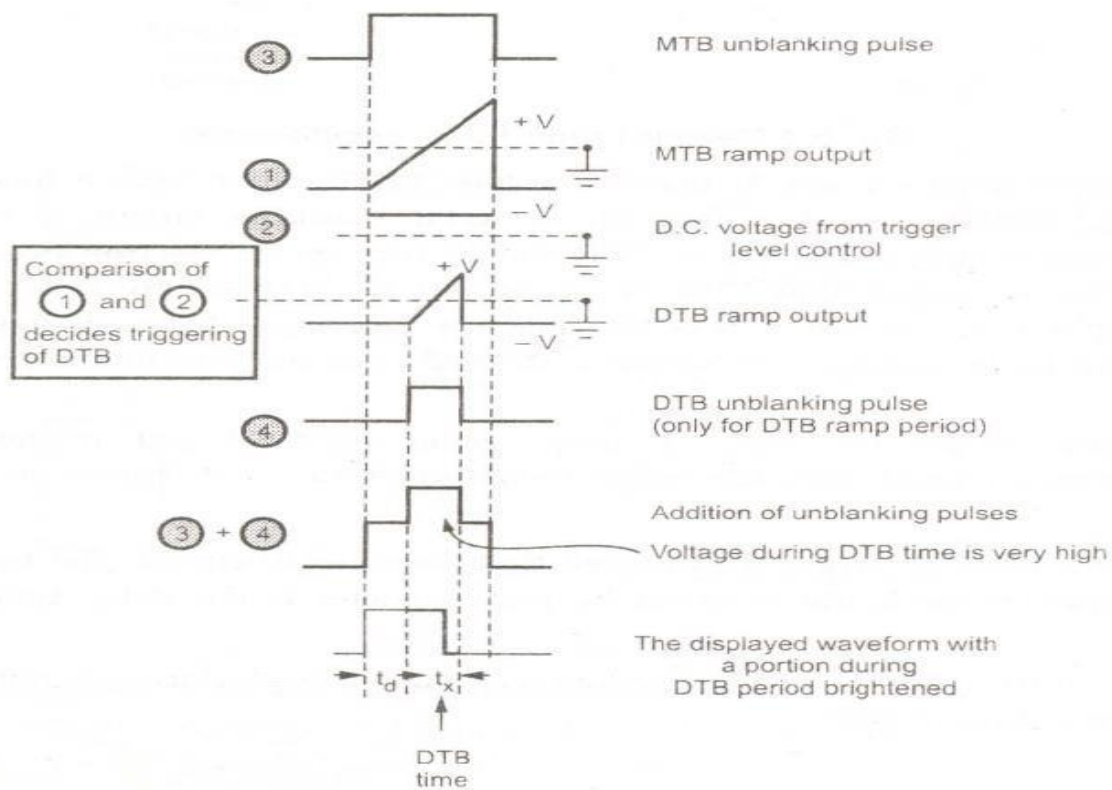 3
MTB unblanking pulse
+ V
1
MTB ramp output
2
– V
D.C. voltage from trigger
level control
Comparison of
1 and 2
decides triggering
of DTB
+ V
DTB ramp output
– V
4
DTB unblanking pulse
(only for DTB ramp period)
3 + 4
Addition of unblanking pulses
Voltage during DTB time is very high
The displayed waveform with
a portion during
DTB period brightened
td tx
DTB
time